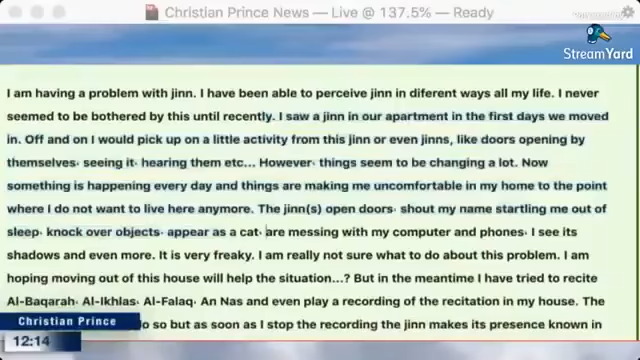 Christian Prince News — Live @ 137.5% — Ready
StreamYard
I am having a problem with jinn. I have been able to perceive jinn in diferent ways all my life. I never
seemed to be bothered by this until recently. I saw a jinn in our apartment in the first days we moved
in. Off and on I would pick up on a little activity from this jinn or even jinns, like doors opening by
themselves· seeing it· hearing them etc... However· things seem to be changing a lot. Now
something is happening every day and things are making me uncomfortable in my home to the point
where I do not want to live here anymore. The jinn(s) open doors· shout my name startling me out of
sleep· knock over objects· appear as a cat· are messing with my computer and phones· I see its
shadows and even more. It is very freaky. I am really not sure what to do about this problem. I am
hoping moving out of this house will help the situation...? But in the meantime I have tried to recite
Al-Baqarah· Al-Ikhlas· Al-Falaq· An Nas and even play a recording of the recitation in my house. The
so but as soon as I stop the recording the jinn makes its presence known in
Christian Prince
12:14